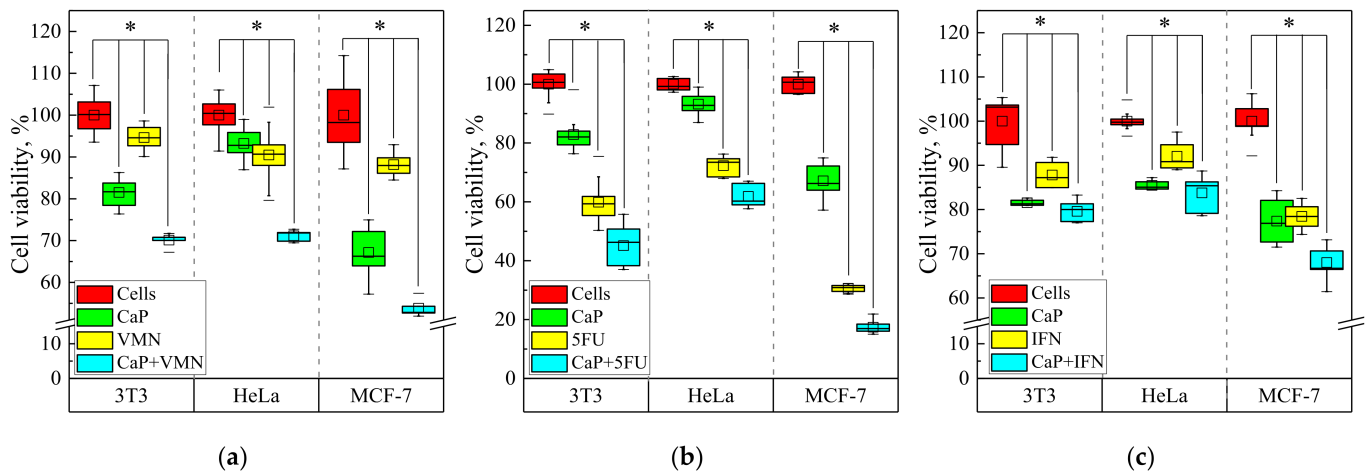 * * *
120
110
100
90
80
70
60
10
0
Cell viability, %
Cells
CaP
VMN
CaP+VMN
3T3 HeLa MCF-7
(a)
* * *
120
100
80
60
40
20
0
Cell viability, %
Cells
CaP
5FU
CaP+5FU
3T3 HeLa MCF-7
(b)
* * *
120
110
100
90
80
70
60
10
0
Cell viability, %
Cells
CaP
IFN
CaP+IFN
3T3 HeLa MCF-7
(c)